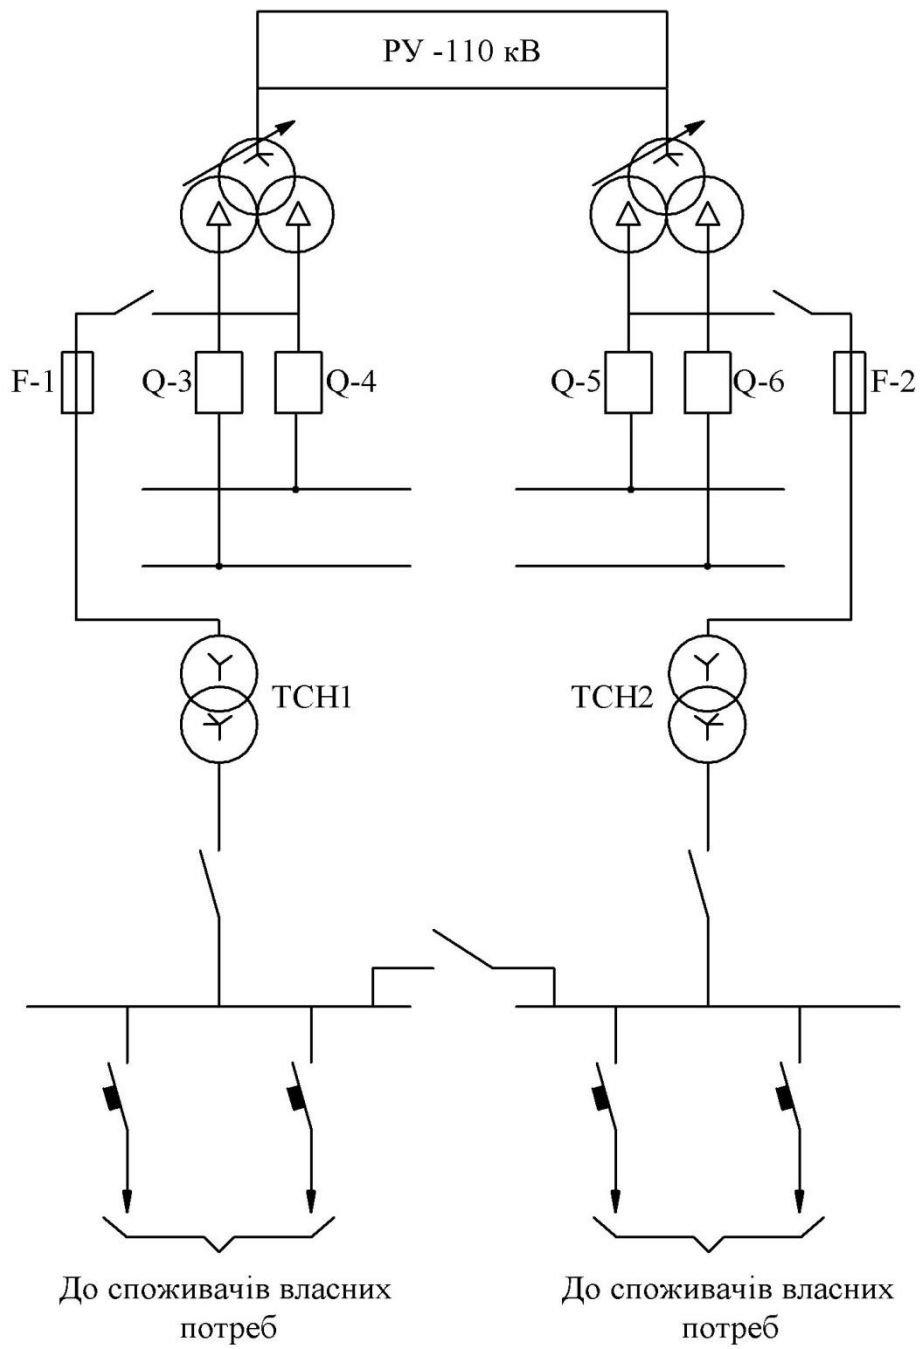 РУ -110 кВ
F-1
Q-3
Q-4
Q-5
Q-6
F-2
ТСН1
ТСН2
До споживачів власних
потреб
До споживачів власних
потреб